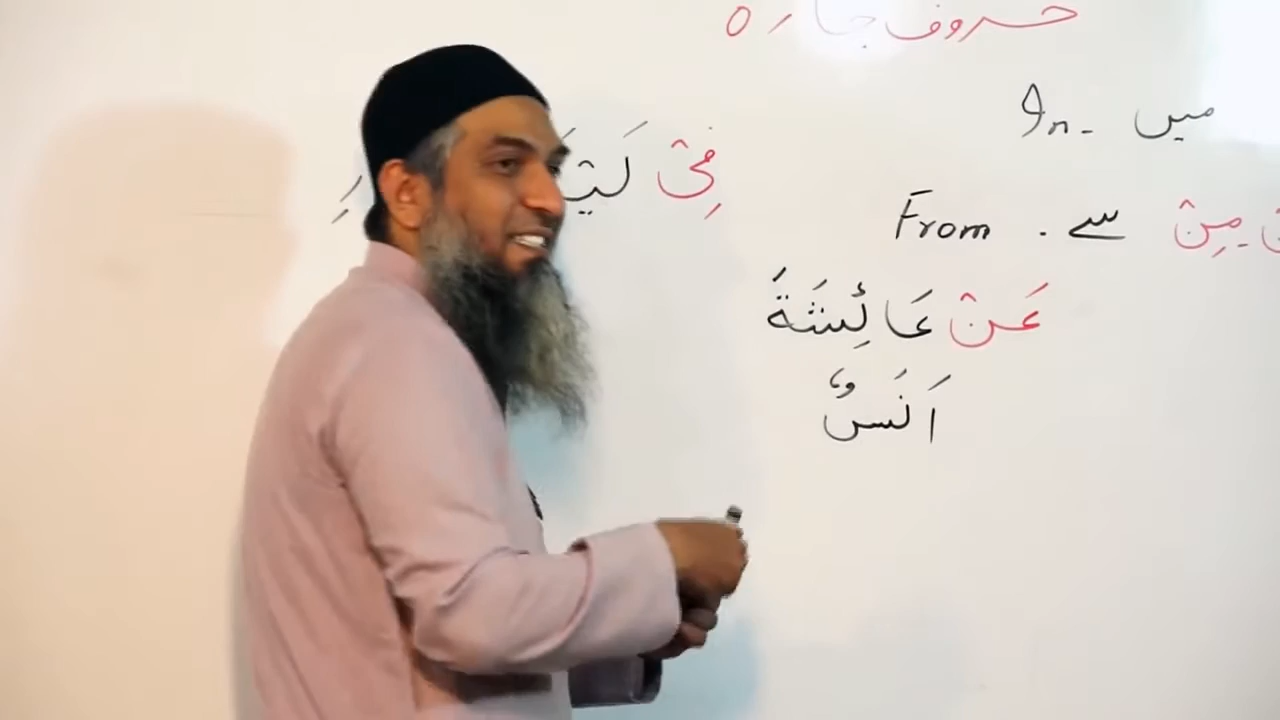 حروف جارہ
میں - In
فِیْ
مِنْ سے . From
عَنْ عَائِشَةَ
اَنَسٌ